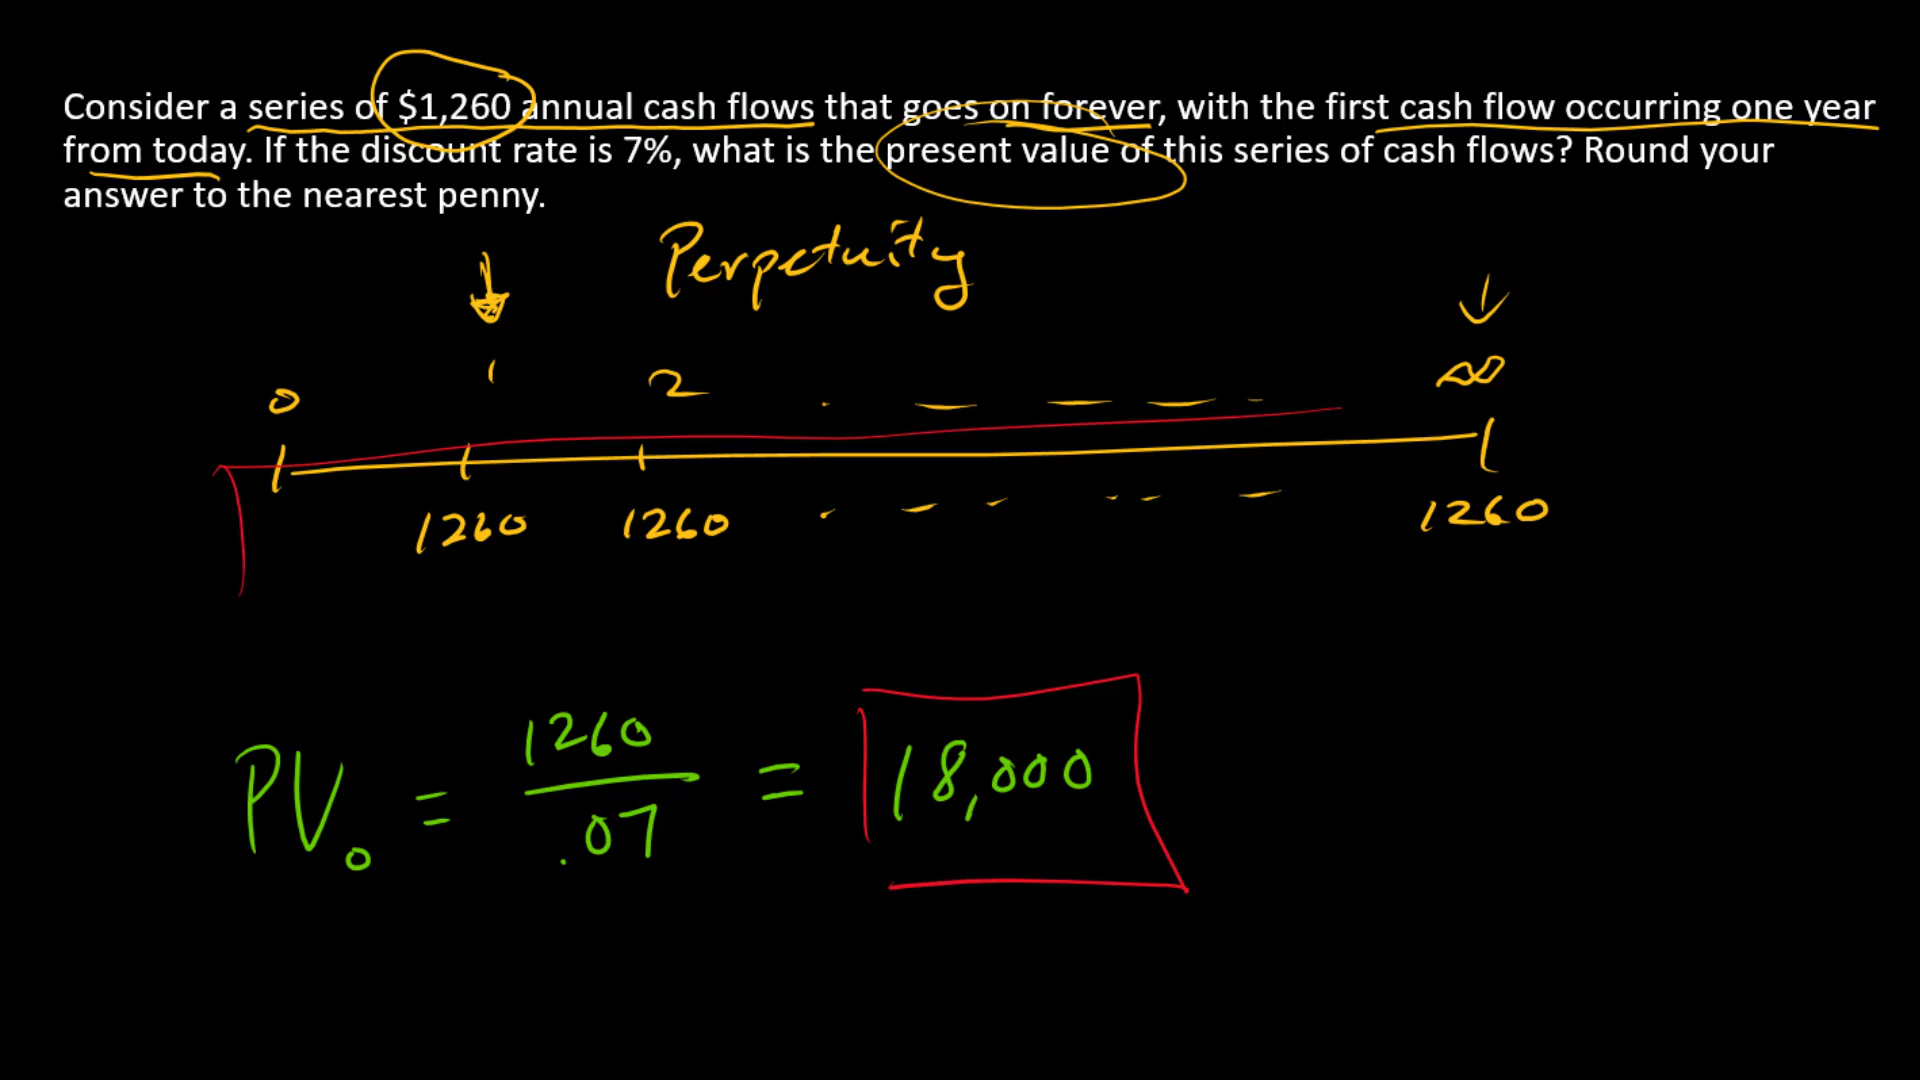 Consider a series of $1,260 annual cash flows that goes on forever, with the first cash flow occurring one year
from today. If the discount rate is 7%, what is the present value of this series of cash flows? Round your
answer to the nearest penny.
Perpetuity
0 1 2 . _ _ _ _ ∞
1260 1260 . - - - - - 1260
PV₀ = 1260 / .07 = 18,000